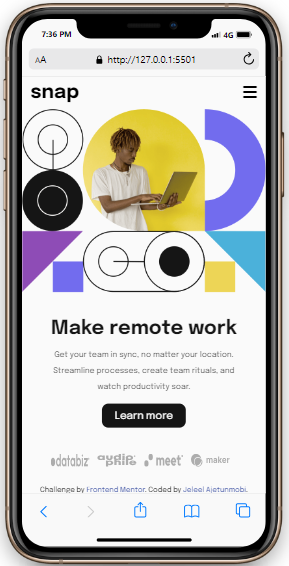 7:36 PM 4G
AA http://127.0.0.1:5501
snap
Make remote work
Get your team in sync, no matter your location.
Streamline processes, create team rituals, and
watch productivity soar.
Learn more
databiz audiophile meet maker
Challenge by Frontend Mentor. Coded by Jeleel Ajetunmobi.